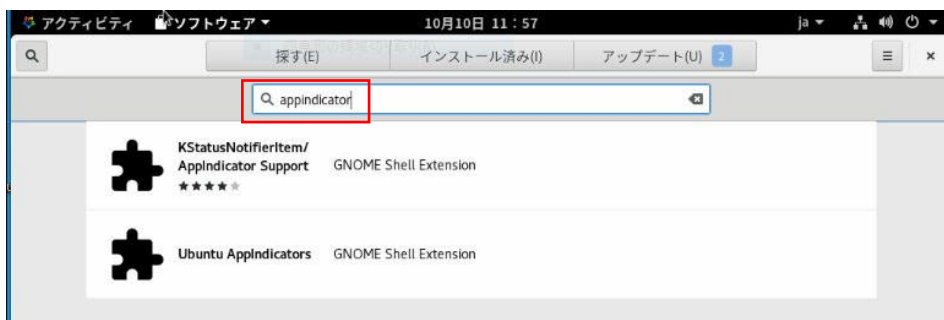 アクティビティ ソフトウェア 10月10日 11：57 ja
探す(E) インストール済み(I) アップデート(U) 2
appindicator
KStatusNotifierItem/
AppIndicator Support GNOME Shell Extension
Ubuntu AppIndicators GNOME Shell Extension